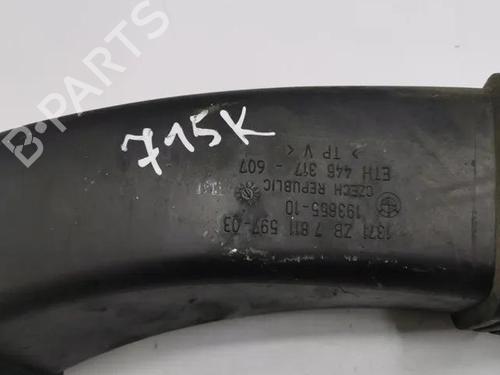 715K
1371 ZB 7 811 597-03
193665-10
CZECH REPUBLIC
ETH 446 317 - 607
> TP V <
B-PARTS